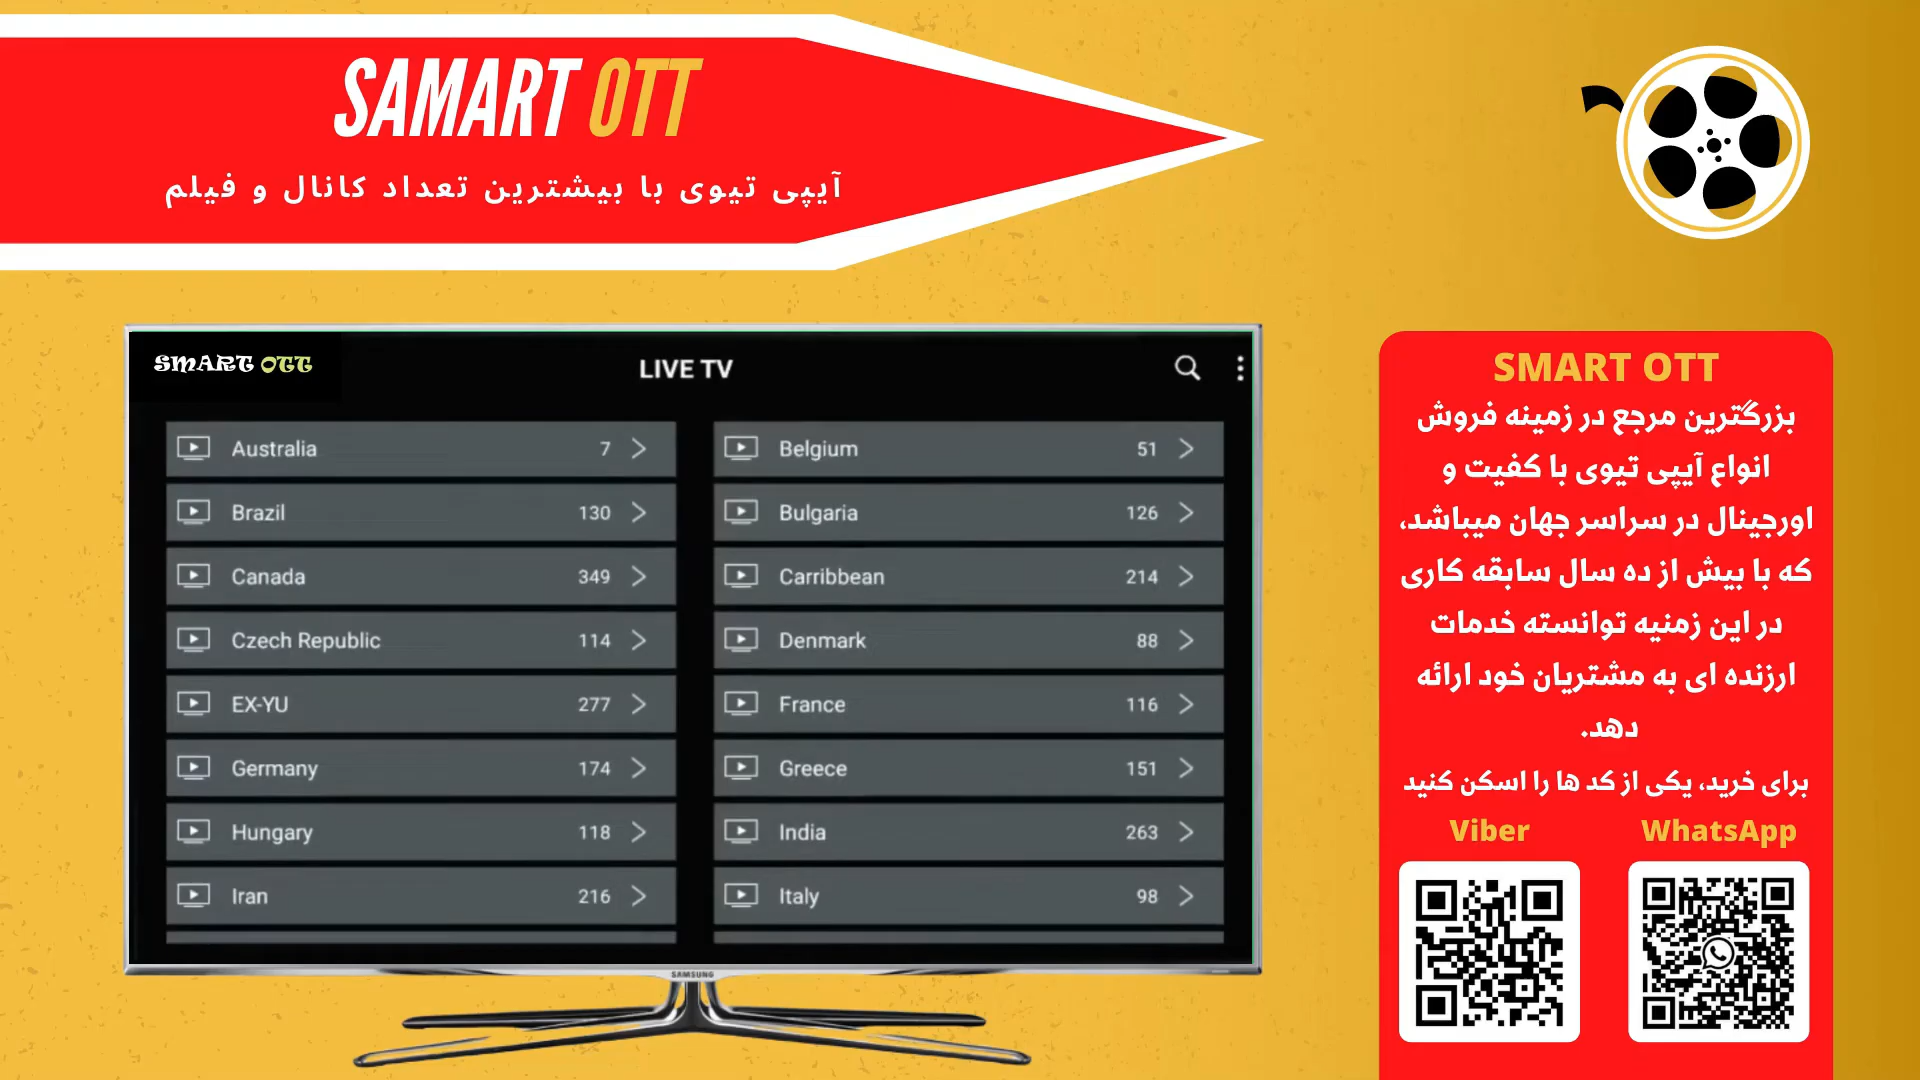 SAMART OTT
آیپی تیوی با بیشترین تعداد کانال و فیلم
SMART OTT
LIVE TV
Australia 7
Belgium 51
Brazil 130
Bulgaria 126
Canada 349
Carribbean 214
Czech Republic 114
Denmark 88
EX-YU 277
France 116
Germany 174
Greece 151
Hungary 118
India 263
Iran 216
Italy 98
SAMSUNG
SMART OTT
بزرگترین مرجع در زمینه فروش
انواع آیپی تیوی با کفیت و
اورجینال در سراسر جهان میباشد،
که با بیش از ده سال سابقه کاری
در این زمنیه توانسته خدمات
ارزنده ای به مشتریان خود ارائه
دهد.
برای خرید، یکی از کد ها را اسکن کنید
Viber
WhatsApp